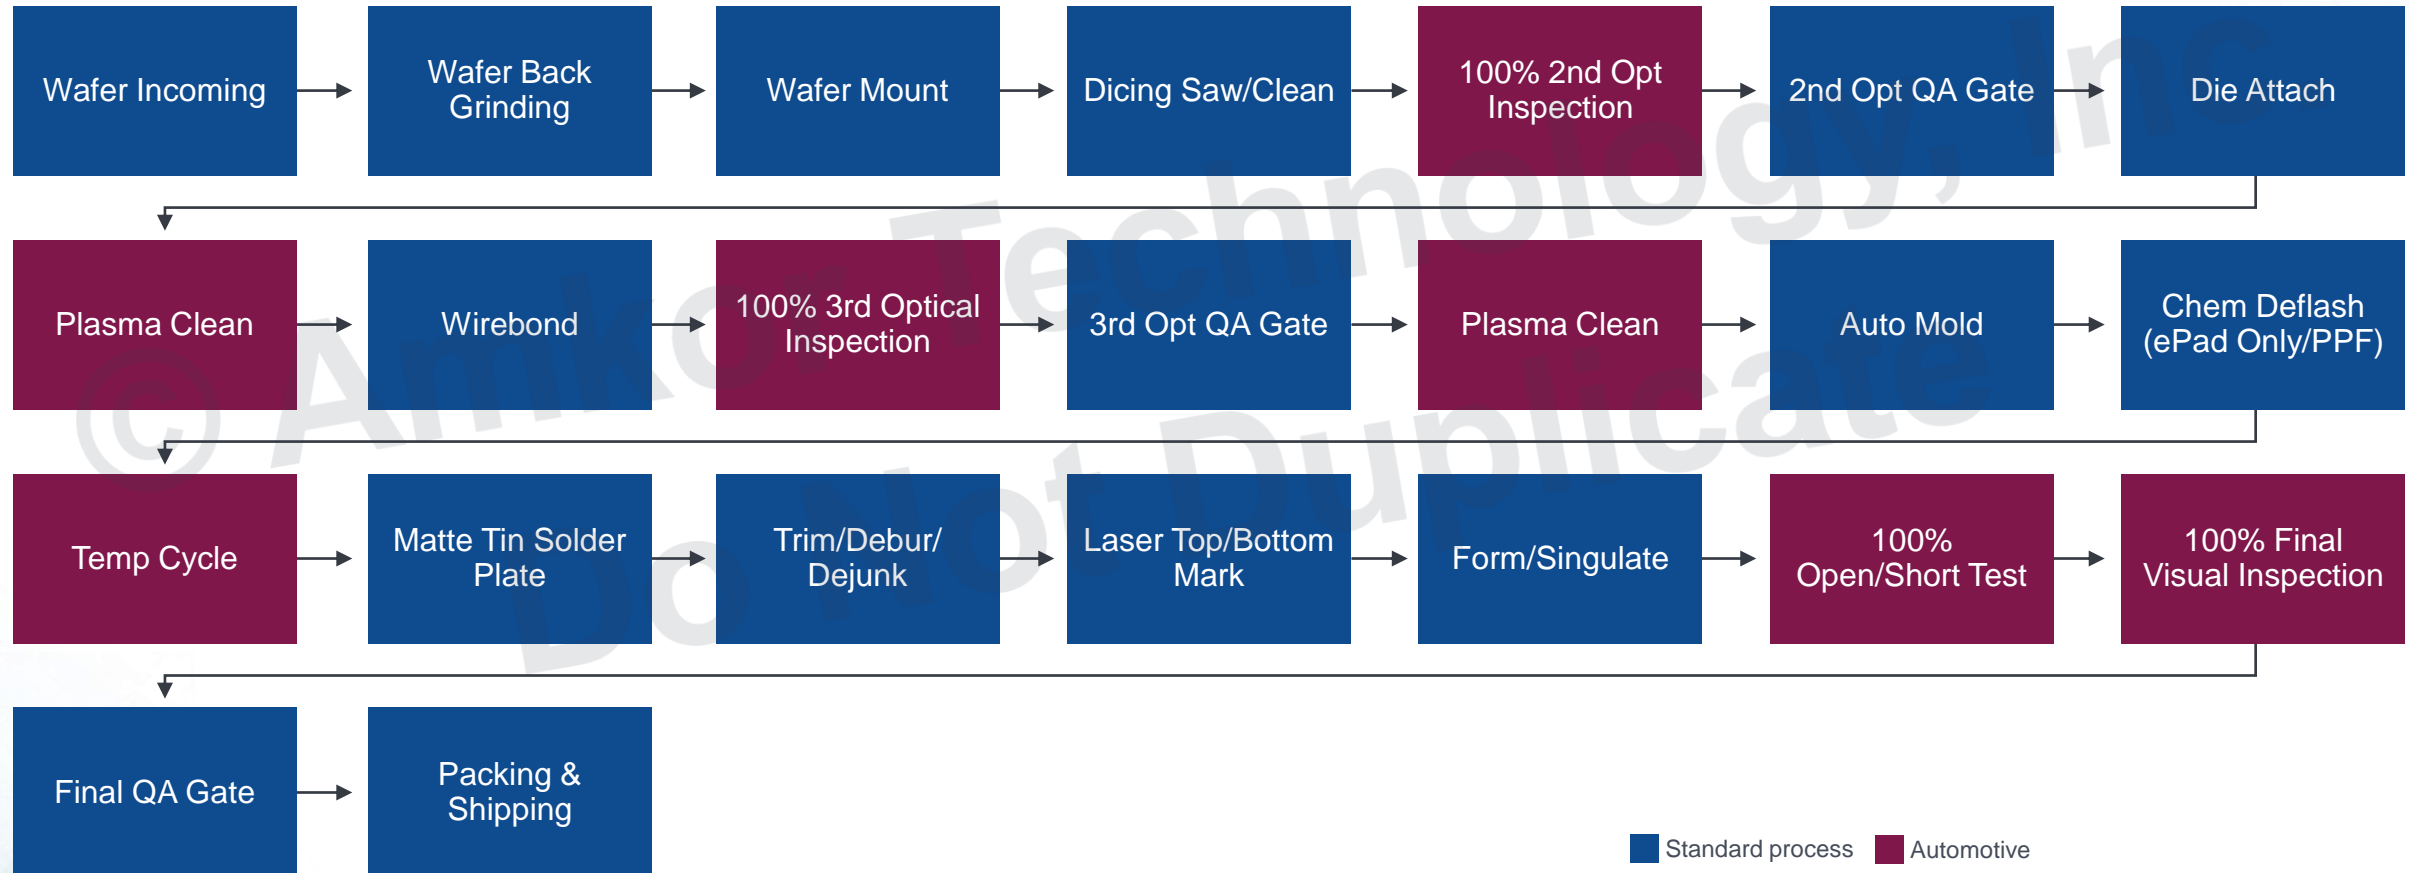 Wafer Incoming
Wafer Back
Grinding
Wafer Mount
Dicing Saw/Clean
100% 2nd Opt
Inspection
2nd Opt QA Gate
Die Attach
Plasma Clean
Wirebond
100% 3rd Optical
Inspection
3rd Opt QA Gate
Plasma Clean
Auto Mold
Chem Deflash
(ePad Only/PPF)
Temp Cycle
Matte Tin Solder
Plate
Trim/Debur/
Dejunk
Laser Top/Bottom
Mark
Form/Singulate
100%
Open/Short Test
100% Final
Visual Inspection
Final QA Gate
Packing &
Shipping
Standard process
Automotive
© Amkor Technology, Inc
Do Not Duplicate